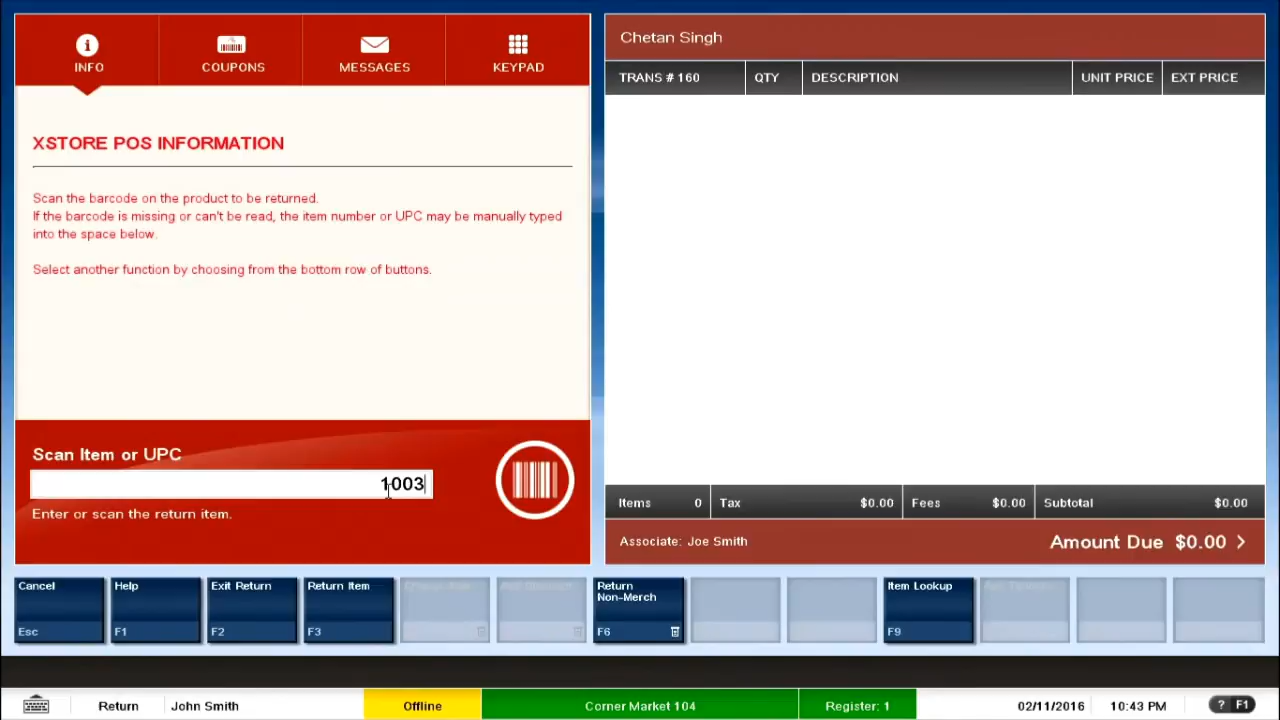 INFO
COUPONS
MESSAGES
KEYPAD
XSTORE POS INFORMATION
Scan the barcode on the product to be returned.
If the barcode is missing or can't be read, the item number or UPC may be manually typed
into the space below.
Select another function by choosing from the bottom row of buttons.
Scan Item or UPC
1003
Enter or scan the return item.
Chetan Singh
TRANS # 160 QTY DESCRIPTION UNIT PRICE EXT PRICE
Items 0 Tax $0.00 Fees $0.00 Subtotal $0.00
Associate: Joe Smith Amount Due $0.00 >
Cancel
Esc
Help
F1
Exit Return
F2
Return Item
F3
Return
Non-Merch
F6
Item Lookup
F9
Return John Smith Offline Corner Market 104 Register: 1 02/11/2016 10:43 PM ? F1